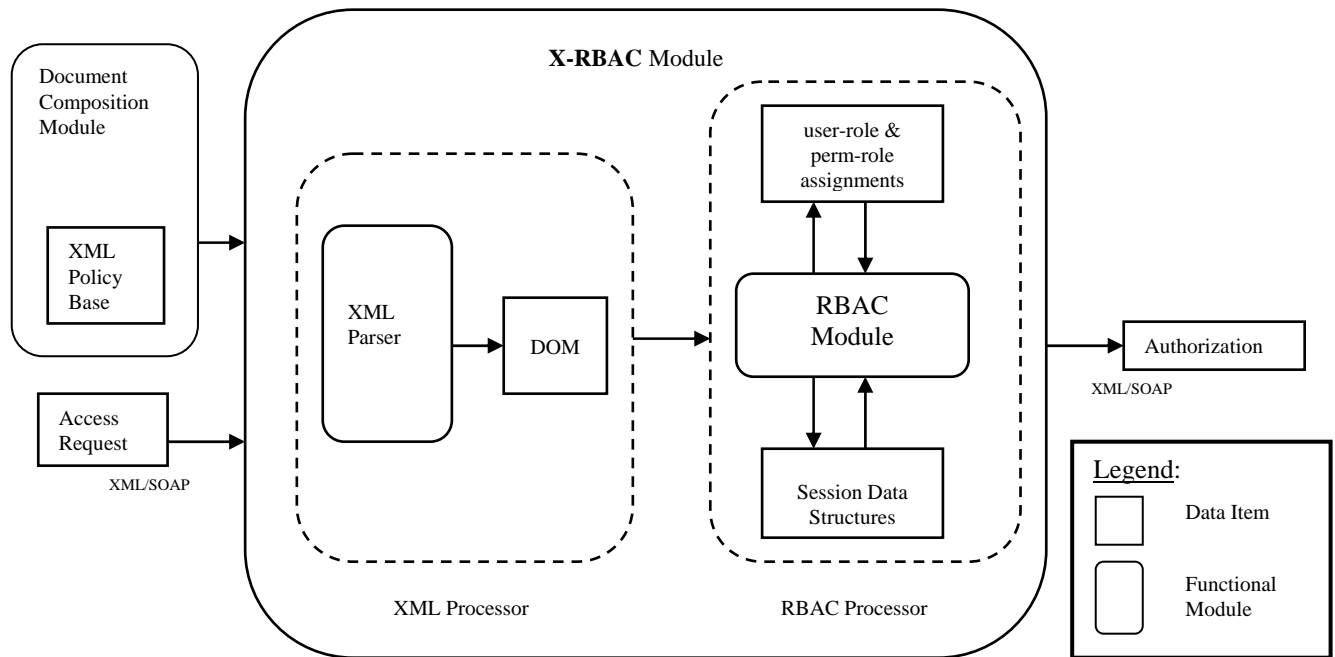 X-RBAC Module
Document
Composition
Module
XML
Policy
Base
Access
Request
XML/SOAP
XML
Parser
DOM
XML Processor
user-role &
perm-role
assignments
RBAC
Module
Session Data
Structures
RBAC Processor
Authorization
XML/SOAP
Legend:
Data Item
Functional
Module